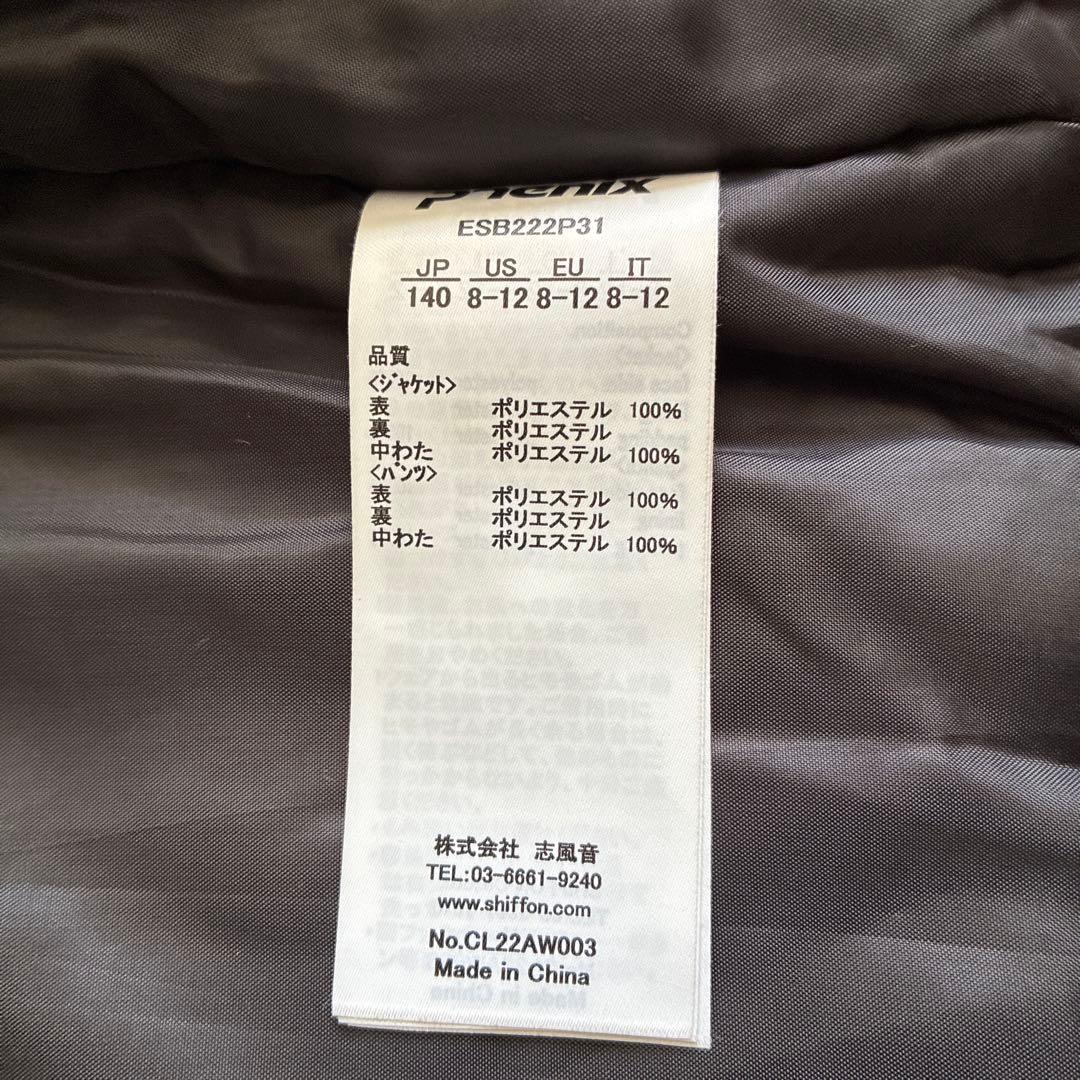 Phenix
ESB222P31
JP US EU IT
140 8-12 8-12 8-12
品質
<ジャケット>
表 ポリエステル 100%
裏 ポリエステル
中わた ポリエステル 100%
<パンツ>
表 ポリエステル 100%
裏 ポリエステル
中わた ポリエステル 100%
株式会社 志風音
TEL:03-6661-9240
www.shiffon.com
No.CL22AW003
Made in China